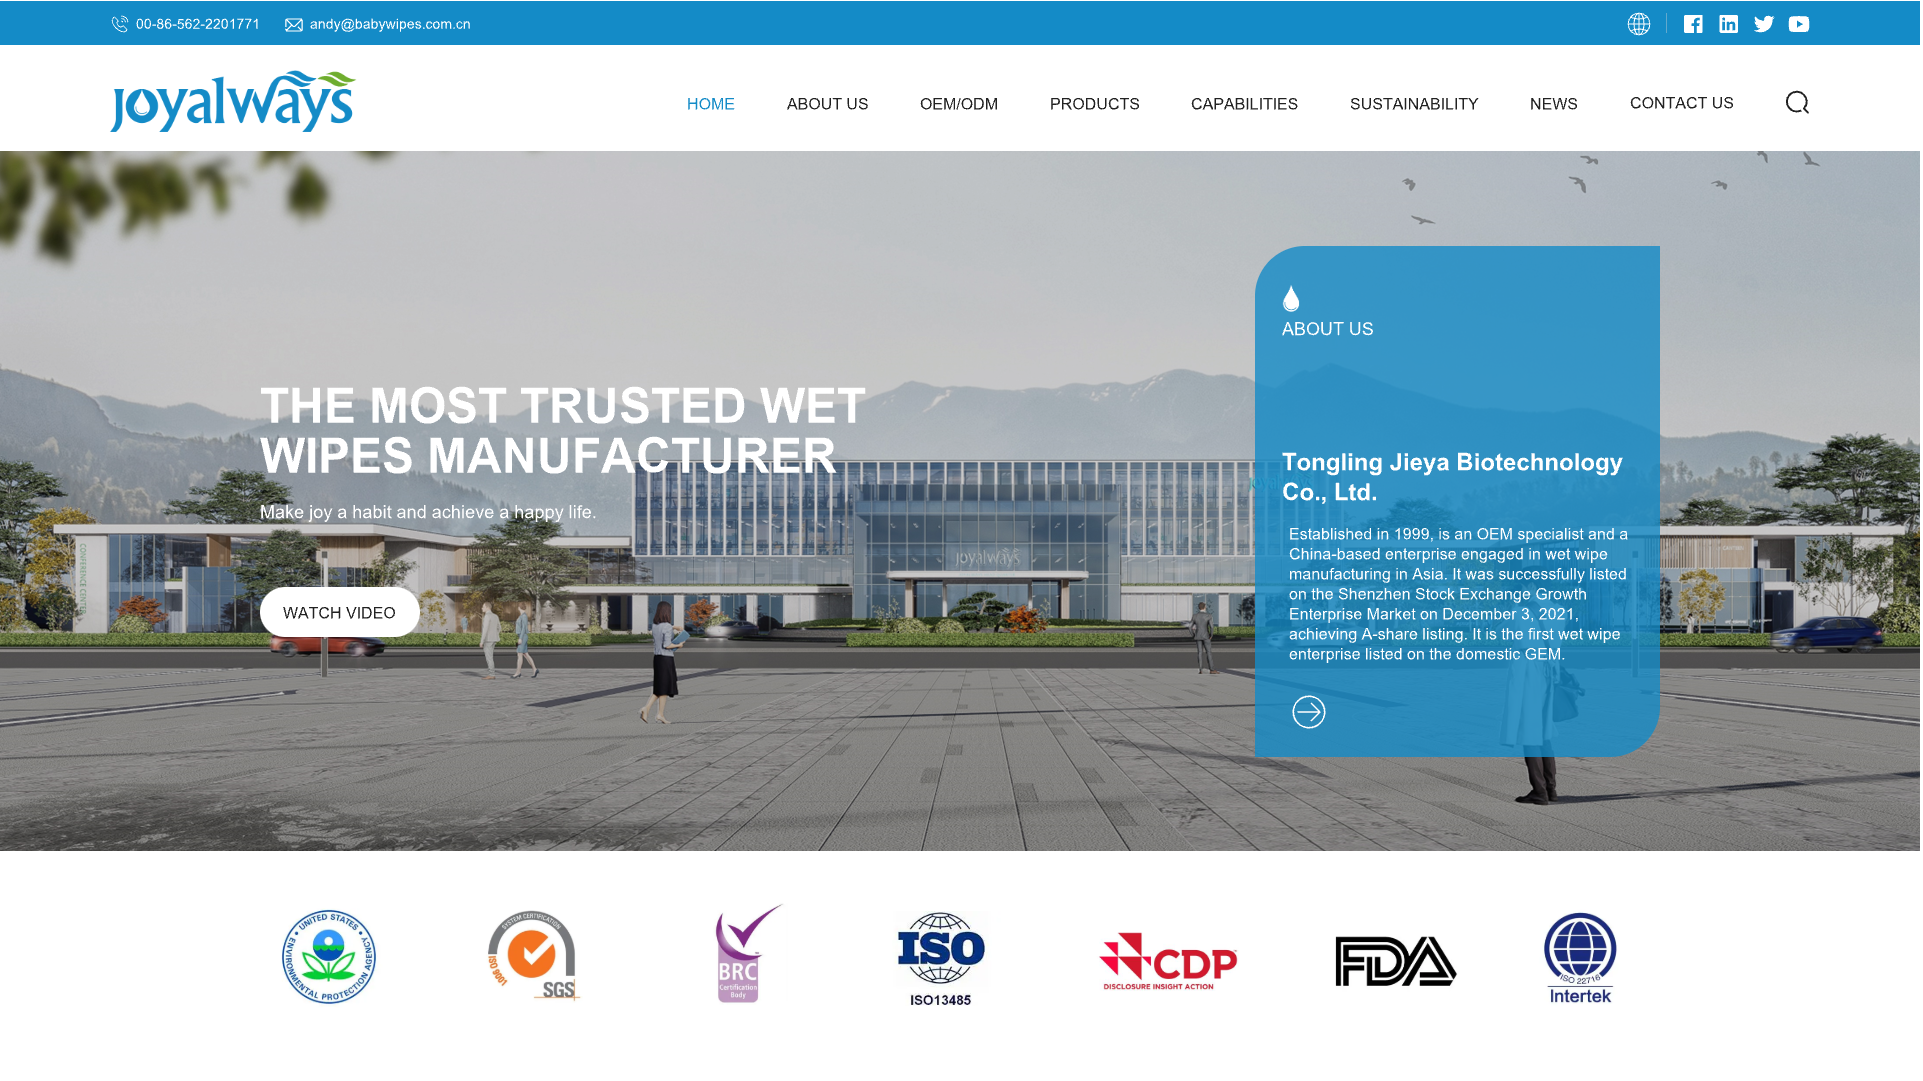 00-86-562-2201771
andy@babywipes.com.cn
joyalways
HOME
ABOUT US
OEM/ODM
PRODUCTS
CAPABILITIES
SUSTAINABILITY
NEWS
CONTACT US
THE MOST TRUSTED WET
WIPES MANUFACTURER
Make joy a habit and achieve a happy life.
WATCH VIDEO
CONFERENCE CENTER
joyalways
ABOUT US
Tongling Jieya Biotechnology
Co., Ltd.
Established in 1999, is an OEM specialist and a
China-based enterprise engaged in wet wipe
manufacturing in Asia. It was successfully listed
on the Shenzhen Stock Exchange Growth
Enterprise Market on December 3, 2021,
achieving A-share listing. It is the first wet wipe
enterprise listed on the domestic GEM.
UNITED STATES
ENVIRONMENTAL PROTECTION AGENCY
SYSTEM CERTIFICATION
ISO 9001
SGS
BRC
Certification
Body
ISO
ISO13485
CDP
DISCLOSURE INSIGHT ACTION
FDA
ISO 22716
Intertek